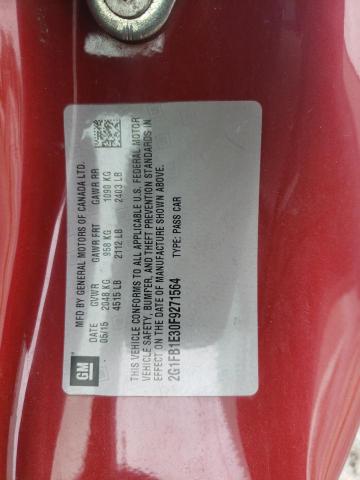 GM
MFD BY GENERAL MOTORS OF CANADA LTD.
DATE GVWR GAWR FRT GAWR RR
05/15 2048 KG 958 KG 1090 KG
4515 LB 2112 LB 2403 LB
THIS VEHICLE CONFORMS TO ALL APPLICABLE U.S. FEDERAL MOTOR
VEHICLE SAFETY, BUMPER, AND THEFT PREVENTION STANDARDS IN
EFFECT ON THE DATE OF MANUFACTURE SHOWN ABOVE.
2G1FB1E30F9271564 TYPE: PASS CAR